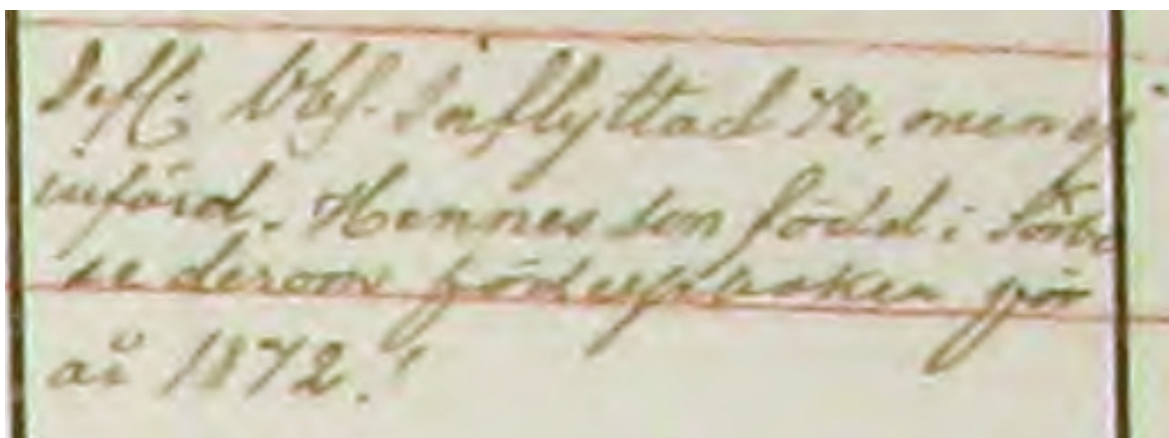 Inflyttad 72, men ej
införd. Hennes son född i
se derom födelseboken för
år 1872.